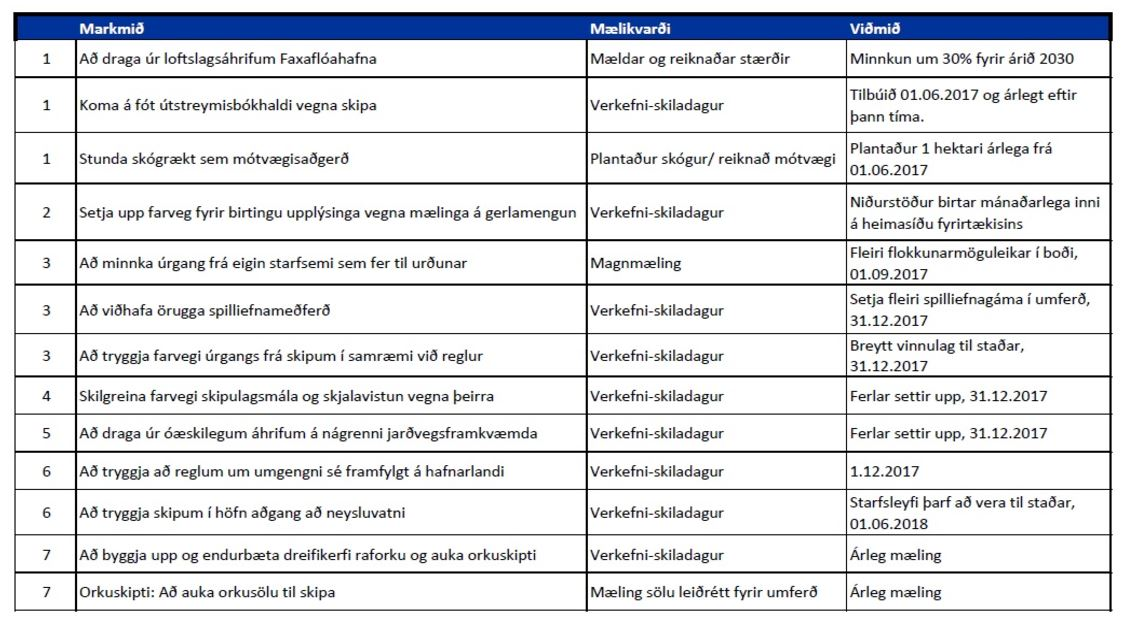 Markmið Mælikvarði Viðmið
1 Að draga úr loftslagsáhrifum Faxaflóahafna Mældar og reiknaðar stærðir Minnkun um 30% fyrir árið 2030
1 Koma á fót útstreymisbókhaldi vegna skipa Verkefni-skiladagur Tilbúið 01.06.2017 og árlegt eftir
þann tíma.
1 Stunda skógrækt sem mótvægisaðgerð Plantaður skógur/ reiknað mótvægi Plantaður 1 hektari árlega frá
01.06.2017
2 Setja upp farveg fyrir birtingu upplýsinga vegna mælinga á gerlamengun Verkefni-skiladagur Niðurstöður birtar mánaðarlega inni
á heimasíðu fyrirtækisins
3 Að minnka úrgang frá eigin starfsemi sem fer til urðunar Magnmæling Fleiri flokkunarmöguleikar í boði,
01.09.2017
3 Að viðhafa örugga spilliefnameðferð Verkefni-skiladagur Setja fleiri spilliefnagáma í umferð,
31.12.2017
3 Að tryggja farvegi úrgangs frá skipum í samræmi við reglur Verkefni-skiladagur Breytt vinnulag til staðar,
31.12.2017
4 Skilgreina farvegi skipulagsmála og skjalavistun vegna þeirra Verkefni-skiladagur Ferlar settir upp, 31.12.2017
5 Að draga úr óæskilegum áhrifum á nágrenni jarðvegsframkvæmda Verkefni-skiladagur Ferlar settir upp, 31.12.2017
6 Að tryggja að reglum um umgengni sé framfylgt á hafnarlandi Verkefni-skiladagur 1.12.2017
6 Að tryggja skipum í höfn aðgang að neysluvatni Verkefni-skiladagur Starfsleyfi þarf að vera til staðar,
01.06.2018
7 Að byggja upp og endurbæta dreifikerfi raforku og auka orkuskipti Verkefni-skiladagur Árleg mæling
7 Orkuskipti: Að auka orkusölu til skipa Mæling sölu leiðrétt fyrir umferð Árleg mæling